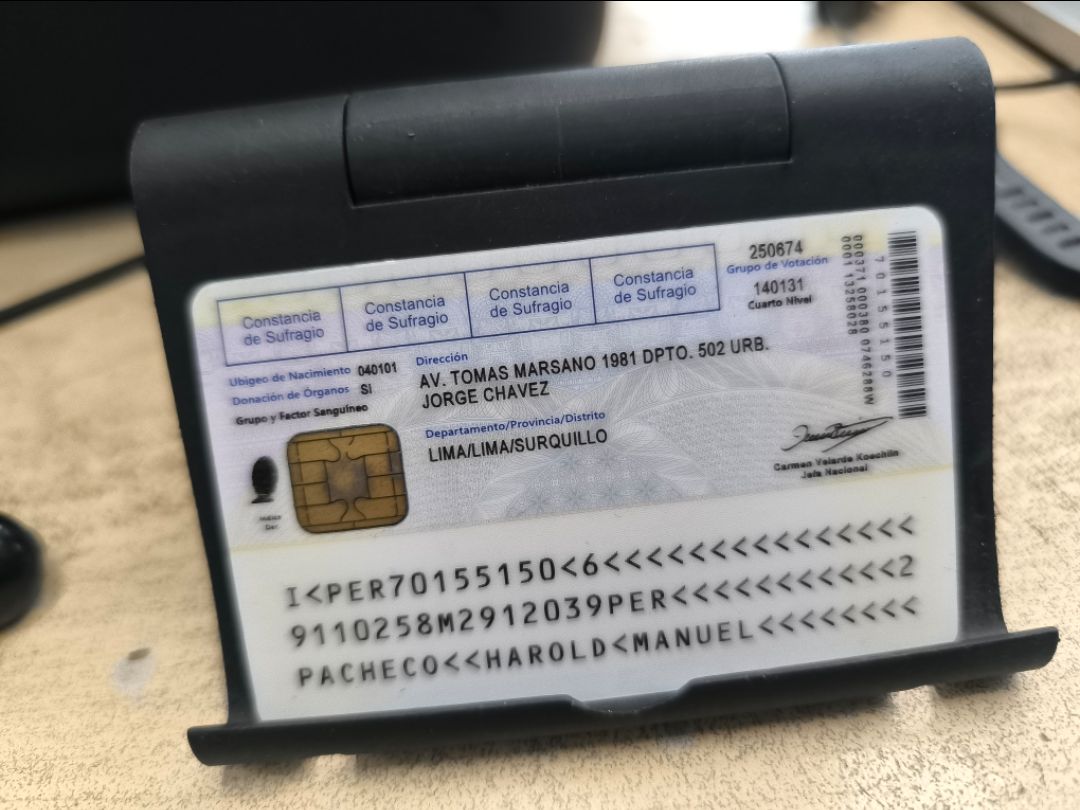 Constancia
de Sufragio
Constancia
de Sufragio
Constancia
de Sufragio
Constancia
de Sufragio
250674
Grupo de Votación
140131
Cuarto Nivel
Ubigeo de Nacimiento 040101
Donación de Órganos SI
Grupo y Factor Sanguíneo
Dirección
AV. TOMAS MARSANO 1981 DPTO. 502 URB.
JORGE CHAVEZ
Departamento/Provincia/Distrito
LIMA/LIMA/SURQUILLO
Indice
Der.
70155150
Carmen Velarde Koechlin
Jefa Nacional
I<PER70155150<6<<<<<<<<<<<<<<<
9110258M2912039PER<<<<<<<<<<<2
PACHECO<<HAROLD<MANUEL<<<<<<<<